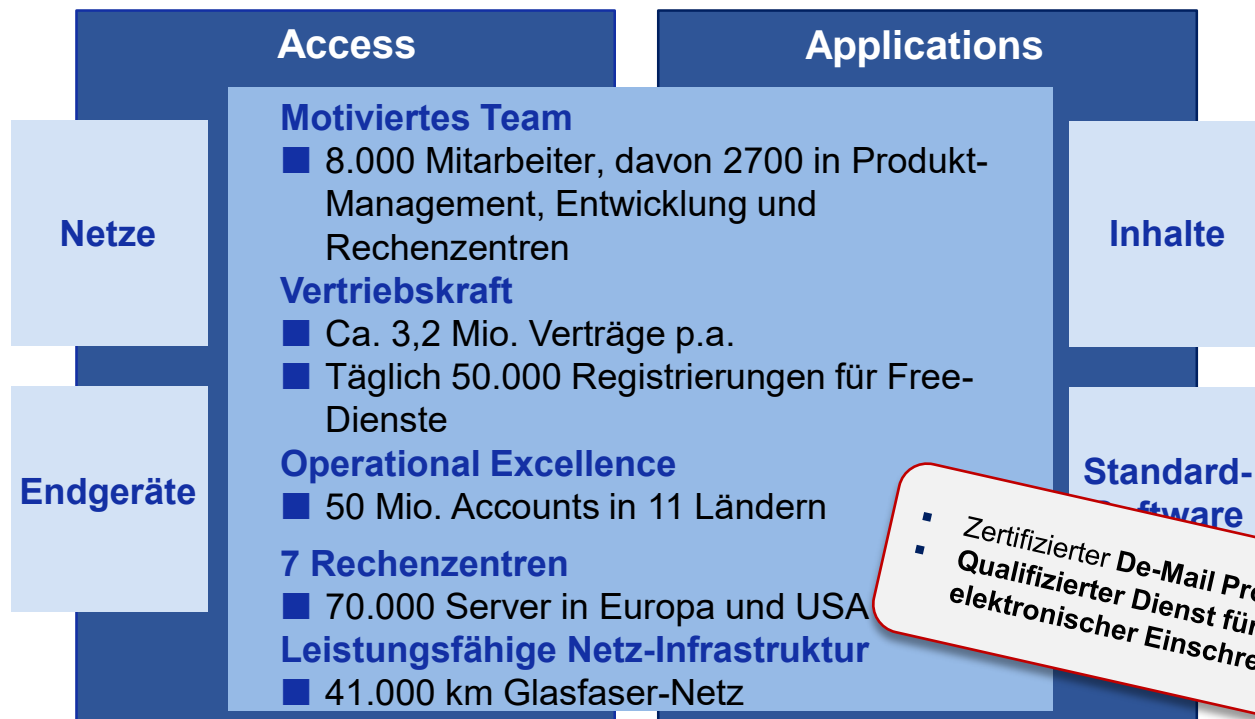 Access
Applications
Netze
Endgeräte
Motiviertes Team
■ 8.000 Mitarbeiter, davon 2700 in Produkt-
Management, Entwicklung und
Rechenzentren
Vertriebskraft
■ Ca. 3,2 Mio. Verträge p.a.
■ Täglich 50.000 Registrierungen für Free-
Dienste
Operational Excellence
■ 50 Mio. Accounts in 11 Ländern
7 Rechenzentren
■ 70.000 Server in Europa und USA
Leistungsfähige Netz-Infrastruktur
■ 41.000 km Glasfaser-Netz
Inhalte
Standard-
▪ Zertifizierter De-Mail
▪ Qualifizierter Dienst für
elektronischer